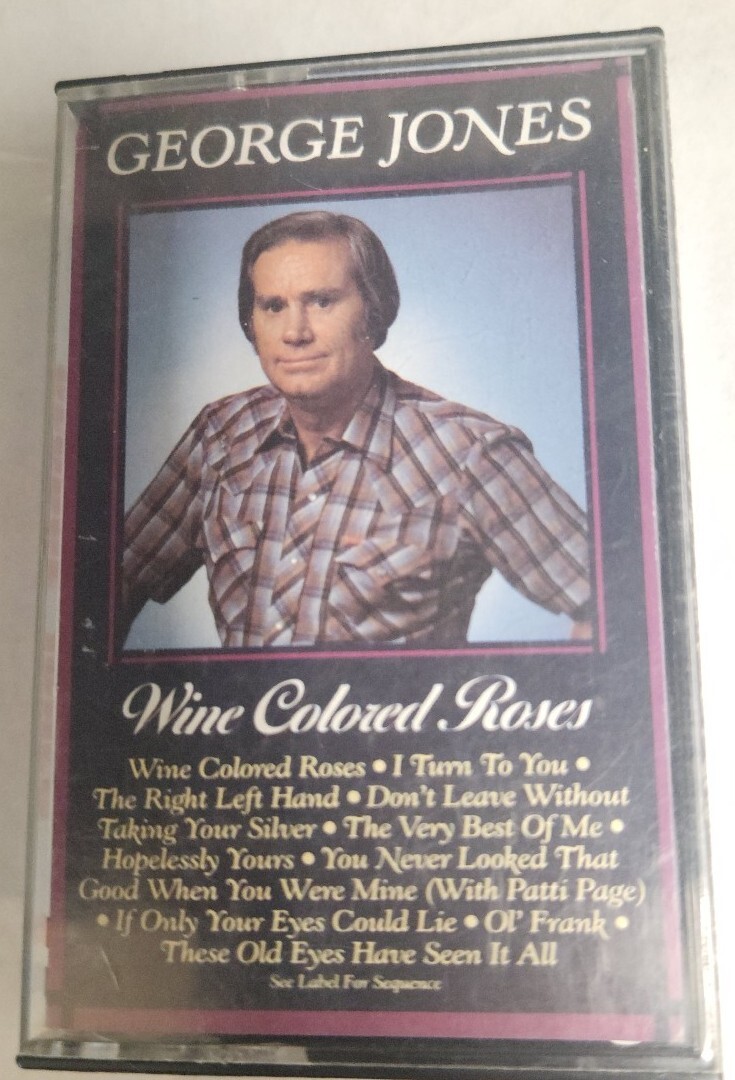 GEORGE JONES
Wine Colored Roses
Wine Colored Roses • I Turn To You •
The Right Left Hand • Don't Leave Without
Taking Your Silver • The Very Best Of Me •
Hopelessly Yours • You Never Looked That
Good When You Were Mine (With Patti Page)
• If Only Your Eyes Could Lie • Ol' Frank •
These Old Eyes Have Seen It All
See Label For Sequence